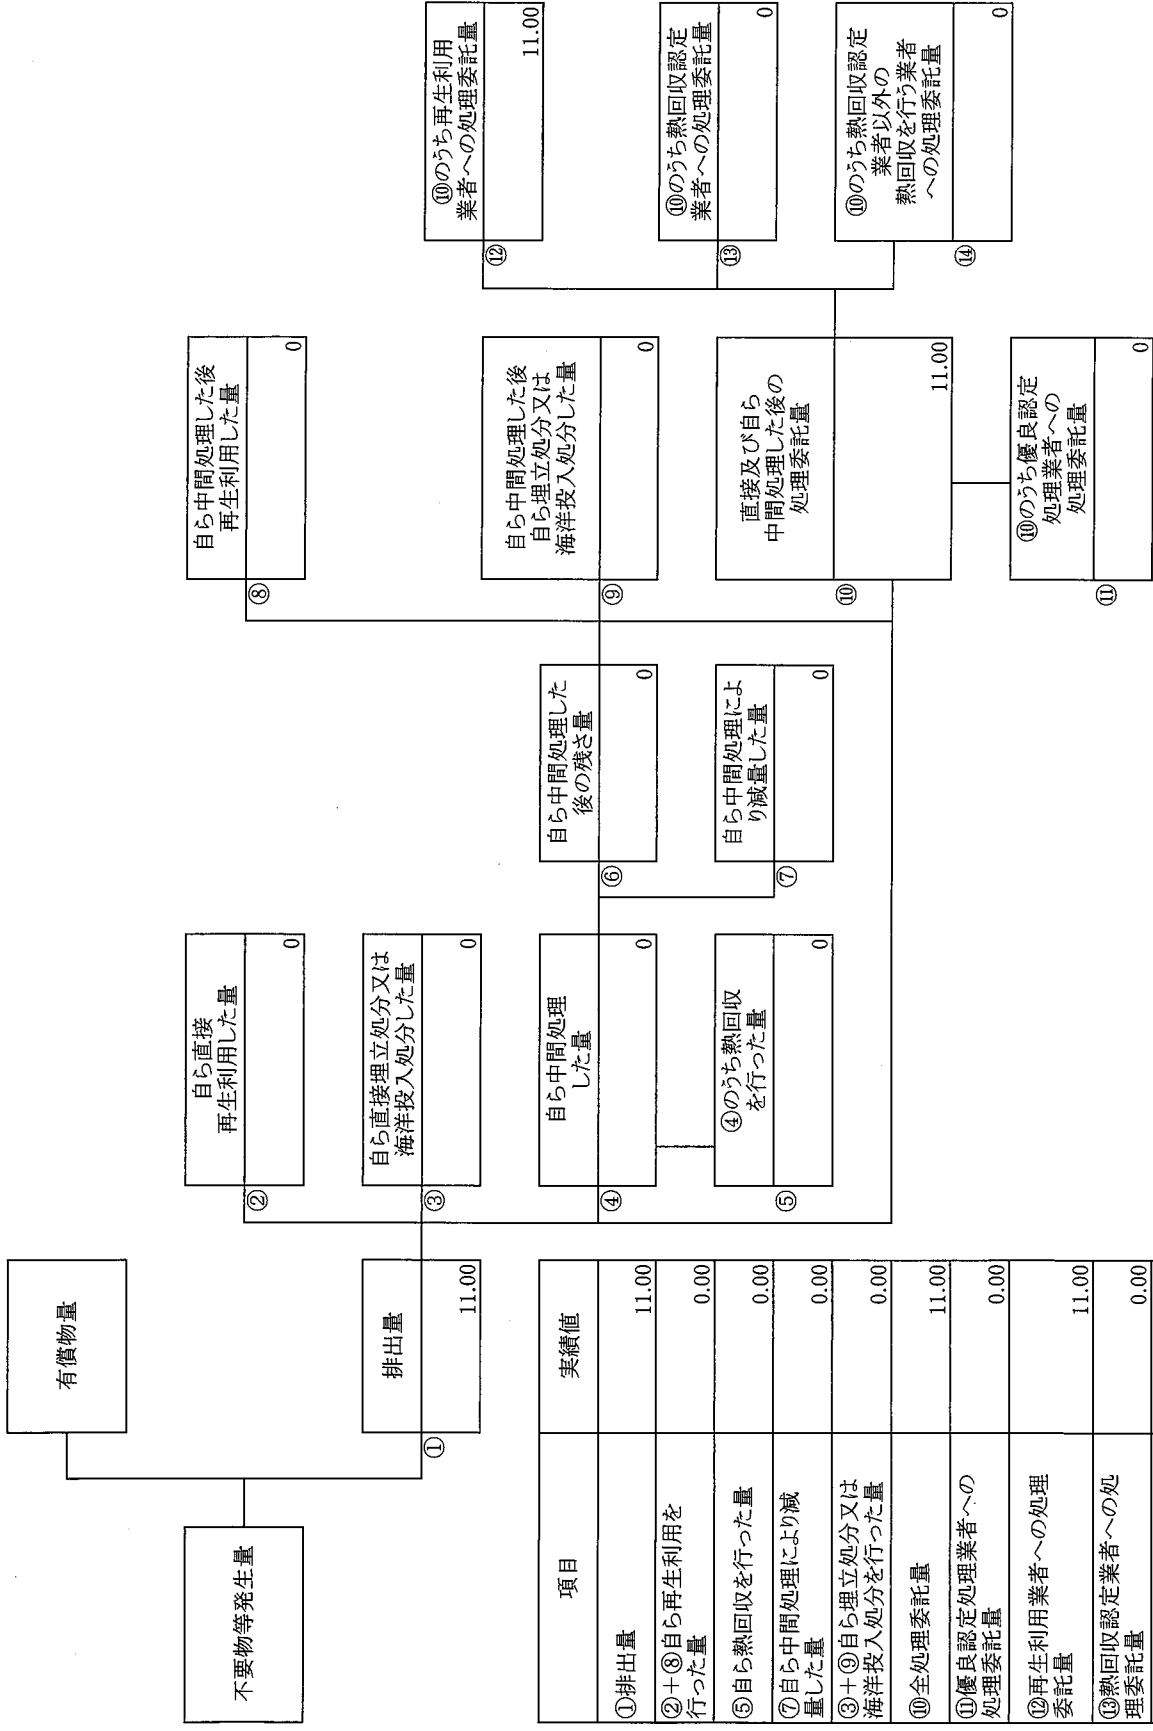 不要物等発生量
有償物量
①
排出量
11.00
②
自ら直接
再生利用した量
0
③
自ら直接埋立処分又は
海洋投入処分した量
0
④
自ら中間処理
した量
0
⑤
④のうち熱回収
を行った量
0
⑥
自ら中間処理した
後の残さ量
0
⑦
自ら中間処理によ
り減量した量
0
⑧
自ら中間処理した後
再生利用した量
0
⑨
自ら中間処理した後
自ら埋立処分又は
海洋投入処分した量
0
⑩
直接及び自ら
中間処理した後の
処理委託量
11.00
⑪
⑩のうち優良認定
処理業者への
処理委託量
0
⑫
⑩のうち再生利用
業者への処理委託量
11.00
⑬
⑩のうち熱回収認定
業者への処理委託量
0
⑭
⑩のうち熱回収認定
業者以外の
熱回収を行う業者
への処理委託量
0
項目 実績値
①排出量 11.00
②+⑧自ら再生利用を
行った量 0.00
⑤自ら熱回収を行った量 0.00
⑦自ら中間処理により減
量した量 0.00
③+⑨自ら埋立処分又は
海洋投入処分を行った量 0.00
⑩全処理委託量 11.00
⑪優良認定処理業者への
処理委託量 0.00
⑫再生利用業者への処理
委託量 11.00
⑬熱回収認定業者への処
理委託量 0.00